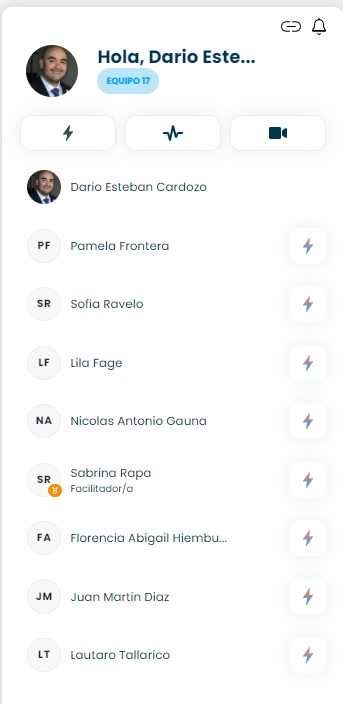 Hola, Dario Este...
EQUIPO 17
Dario Esteban Cardozo
PF Pamela Frontera
SR Sofia Ravelo
LF Lila Fage
NA Nicolas Antonio Gauna
SR Sabrina Rapa
Facilitador/a
FA Florencia Abigail Hiembu...
JM Juan Martin Diaz
LT Lautaro Tallarico